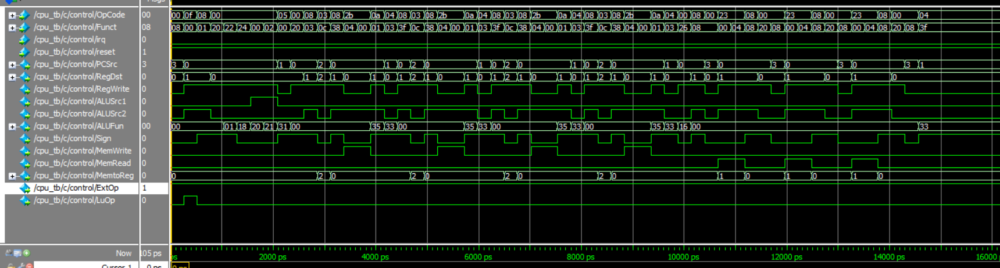 Msgs
/cpu_tb/c/control/OpCode 00 00 0f 08 00 05 00 08 03 08 2b 0a 04 08 03 08 2b 0a 04 08 03 08 2b 0a 04 08 03 08 2b 0a 04 00 08 00 23 08 00 23 08 00 23 08 00 04
/cpu_tb/c/control/Funct 08 08 00 01 20 22 24 00 02 00 20 03 0c 38 04 00 01 03 3f 0c 38 04 00 01 03 3f 0c 38 04 00 01 03 3f 0c 38 04 00 01 03 26 08 00 04 08 20 08 00 04 08 20 08 00 04 08 20 08 3f
/cpu_tb/c/control/irq 0
/cpu_tb/c/control/reset 1
/cpu_tb/c/control/PCSrc 3 3 0 1 0 2 0 1 0 2 0 1 0 2 0 1 0 2 0 1 0 3 0 3 0 3 0 3 1
/cpu_tb/c/control/RegDst 0 0 1 0 1 2 1 0 1 0 1 2 1 0 1 0 1 2 1 0 1 0 1 2 1 0 1 0 1 0 1 0 1 0 1 0
/cpu_tb/c/control/RegWrite 0
/cpu_tb/c/control/ALUSrc1 0
/cpu_tb/c/control/ALUSrc2 0
/cpu_tb/c/control/ALUFun 00 00 01 18 20 21 31 00 35 33 00 35 33 00 35 33 00 35 33 16 00 33
/cpu_tb/c/control/Sign 0
/cpu_tb/c/control/MemWrite 0
/cpu_tb/c/control/MemRead 0
/cpu_tb/c/control/MemtoReg 0 0 2 0 2 0 2 0 2 0 1 0 1 0 1 0
/cpu_tb/c/control/ExtOp 1
/cpu_tb/c/control/LuOp 0
Now 105 ps ps 2000 ps 4000 ps 6000 ps 8000 ps 10000 ps 12000 ps 14000 ps 16000
Cursor 1 0 ps 0 ps